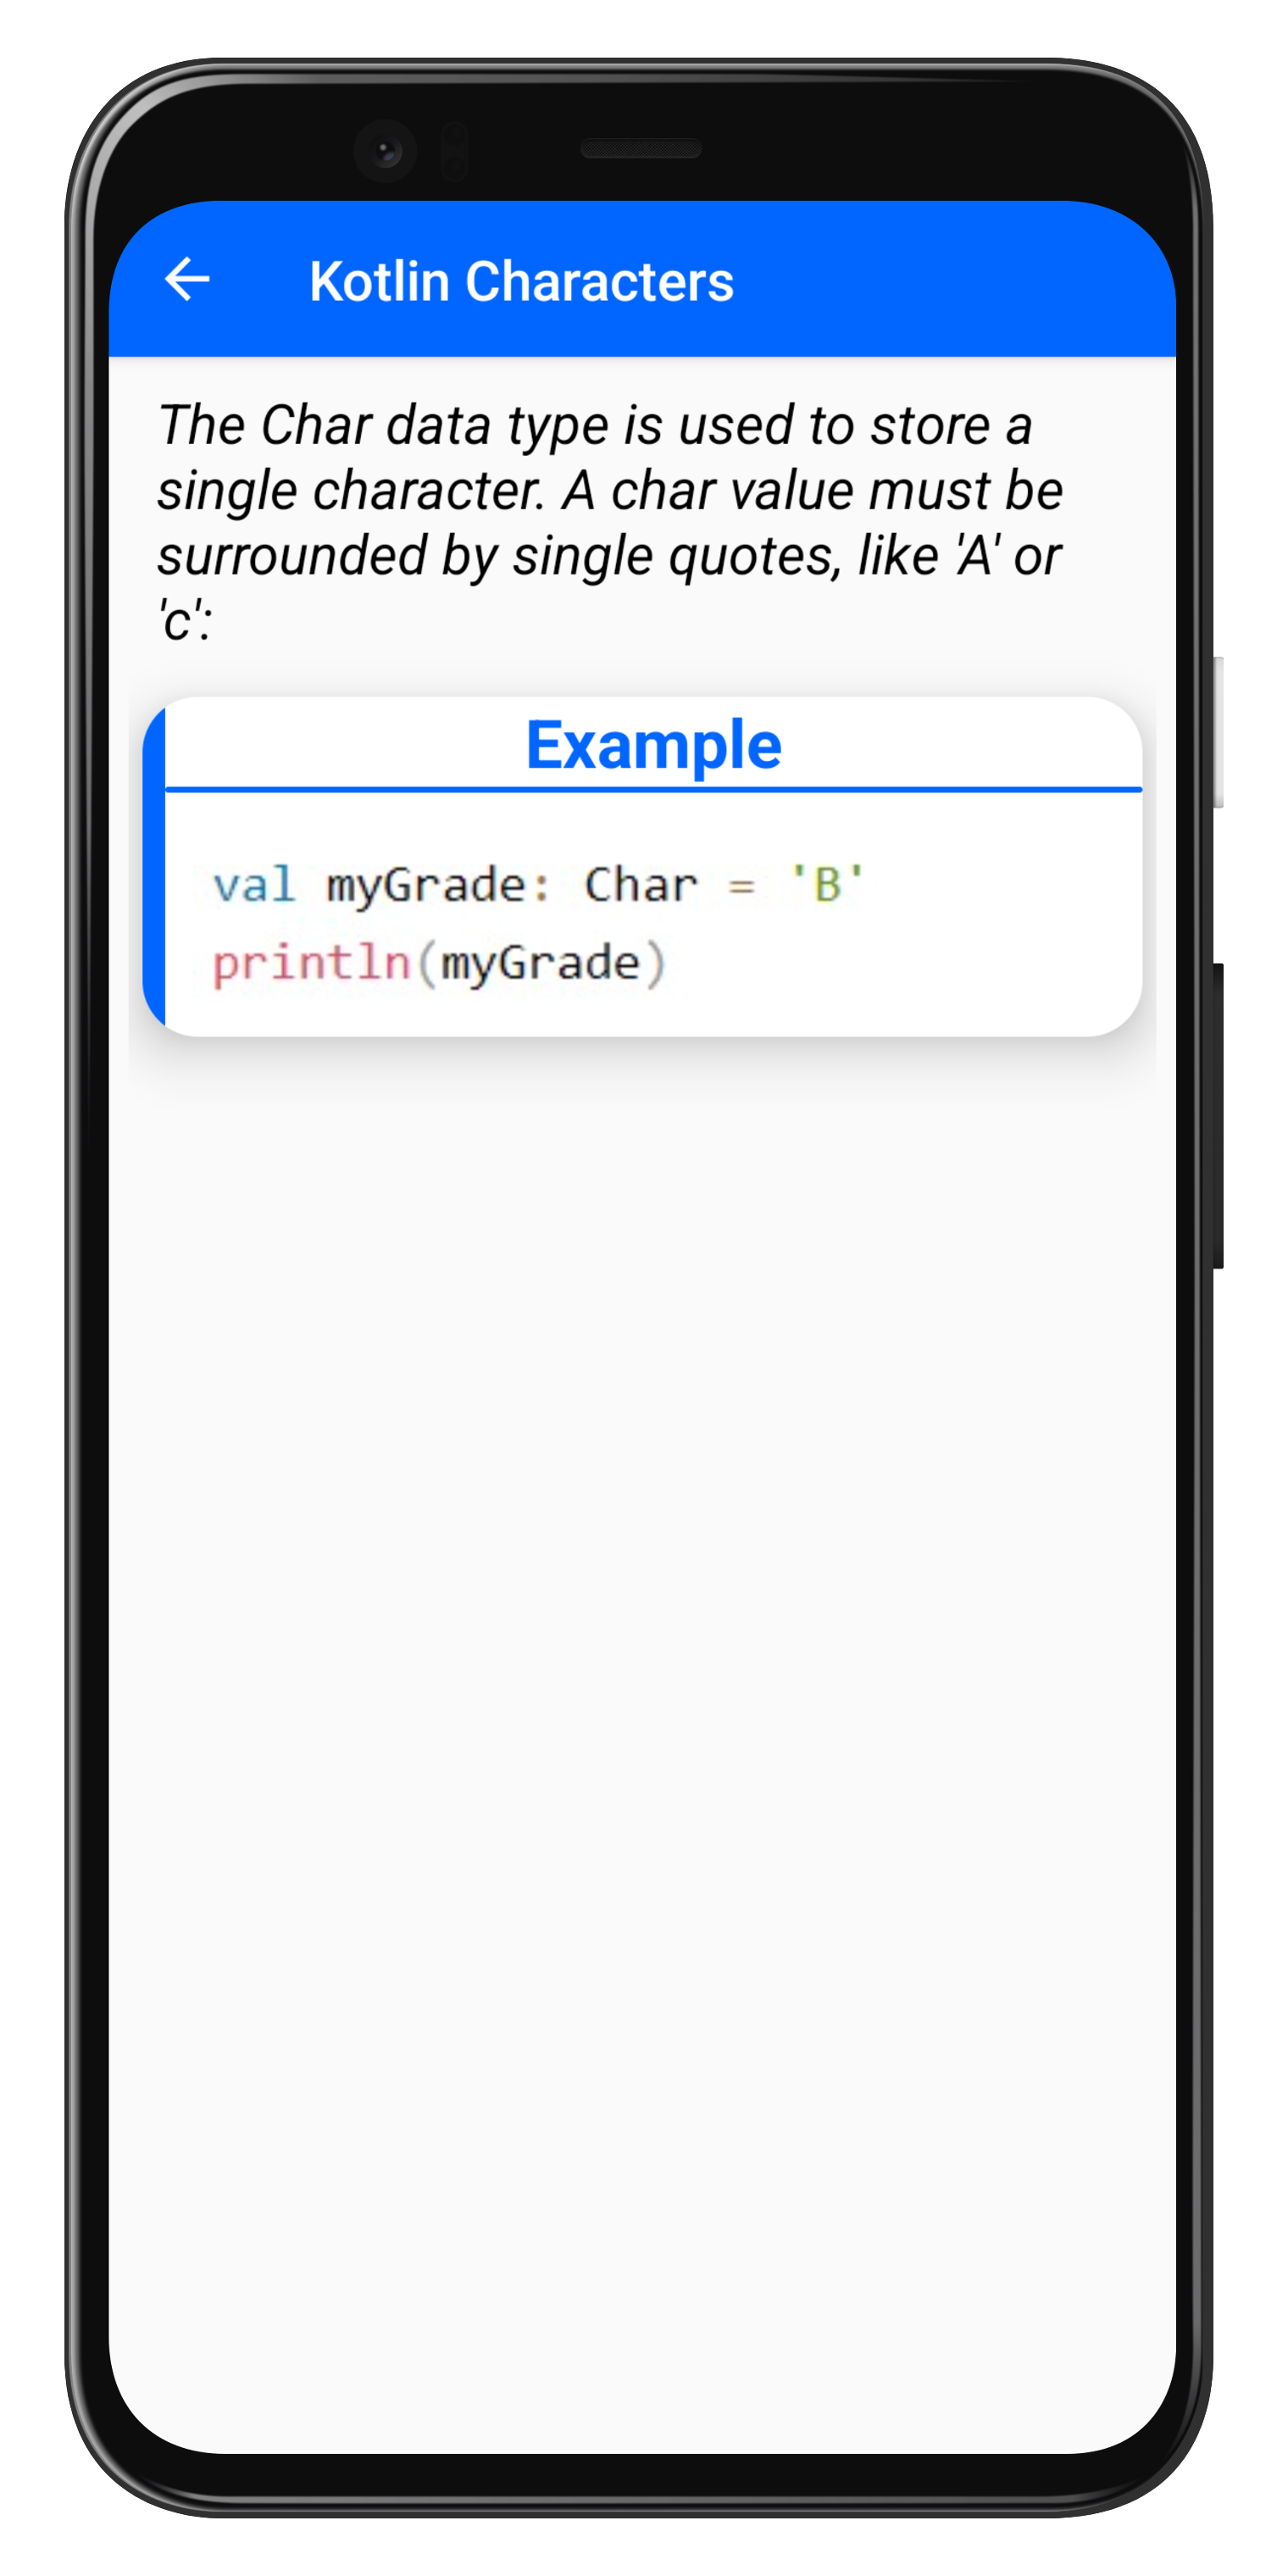 Kotlin Characters
The Char data type is used to store a
single character. A char value must be
surrounded by single quotes, like 'A' or
'c':
Example
val myGrade: Char = 'B'
println(myGrade)